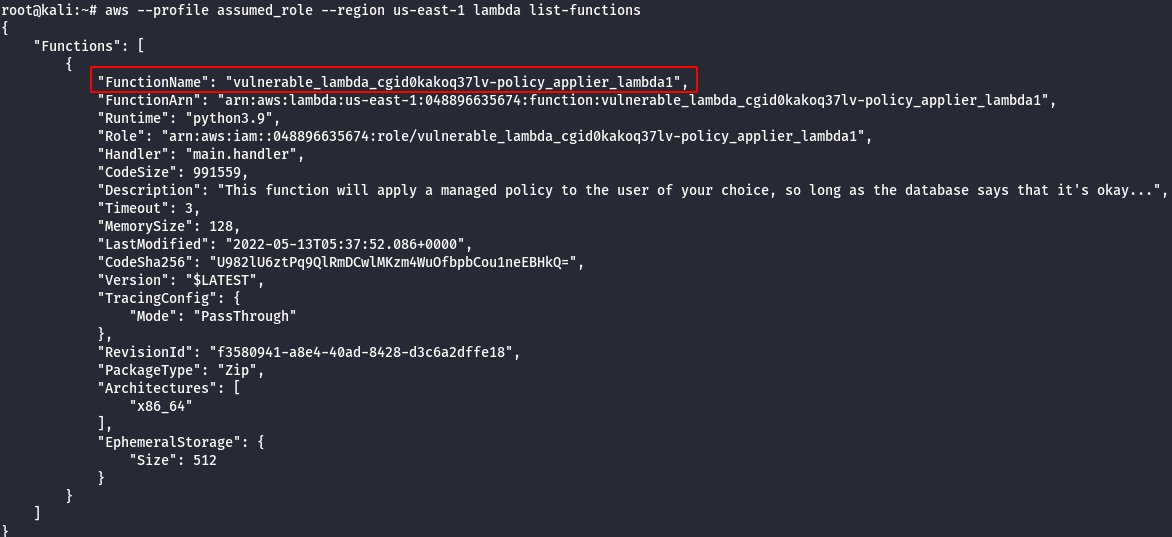 root@kali:~# aws --profile assumed_role --region us-east-1 lambda list-functions
{
    "Functions": [
        {
            "FunctionName": "vulnerable_lambda_cgid0kakoq37lv-policy_applier_lambda1",
            "FunctionArn": "arn:aws:lambda:us-east-1:048896635674:function:vulnerable_lambda_cgid0kakoq37lv-policy_applier_lambda1",
            "Runtime": "python3.9",
            "Role": "arn:aws:iam::048896635674:role/vulnerable_lambda_cgid0kakoq37lv-policy_applier_lambda1",
            "Handler": "main.handler",
            "CodeSize": 991559,
            "Description": "This function will apply a managed policy to the user of your choice, so long as the database says that it's okay...",
            "Timeout": 3,
            "MemorySize": 128,
            "LastModified": "2022-05-13T05:37:52.086+0000",
            "CodeSha256": "U982lU6ztPq9QlRmDCwlMKzm4WuOfbpbCou1neEBHkQ=",
            "Version": "$LATEST",
            "TracingConfig": {
                "Mode": "PassThrough"
            },
            "RevisionId": "f3580941-a8e4-40ad-8428-d3c6a2dffe18",
            "PackageType": "Zip",
            "Architectures": [
                "x86_64"
            ],
            "EphemeralStorage": {
                "Size": 512
            }
        }
    ]
}